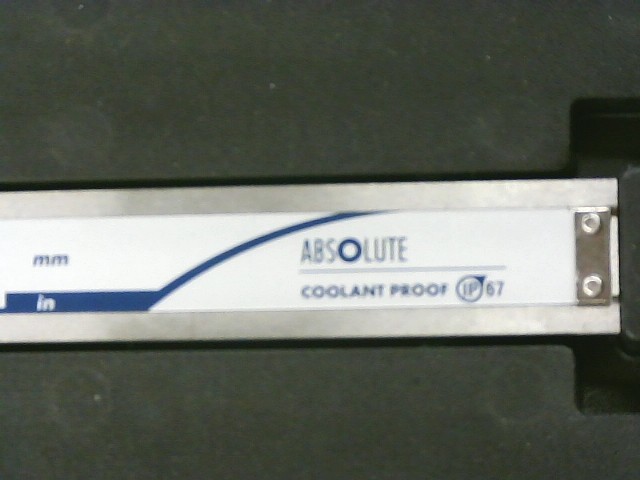 mm
in
ABSOLUTE
COOLANT PROOF IP67